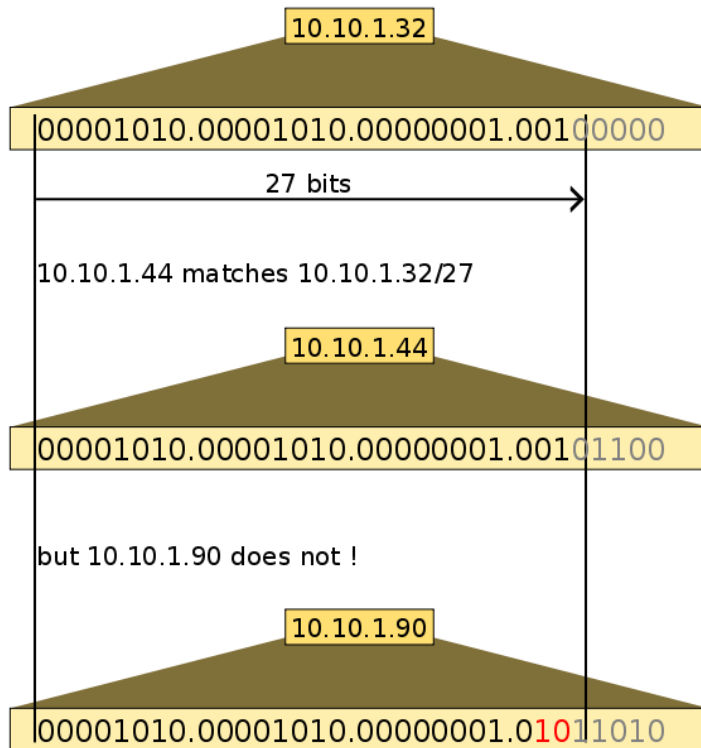 10.10.1.32
00001010.00001010.00000001.00100000
27 bits
10.10.1.44 matches 10.10.1.32/27
10.10.1.44
00001010.00001010.00000001.00101100
but 10.10.1.90 does not !
10.10.1.90
00001010.00001010.00000001.01011010